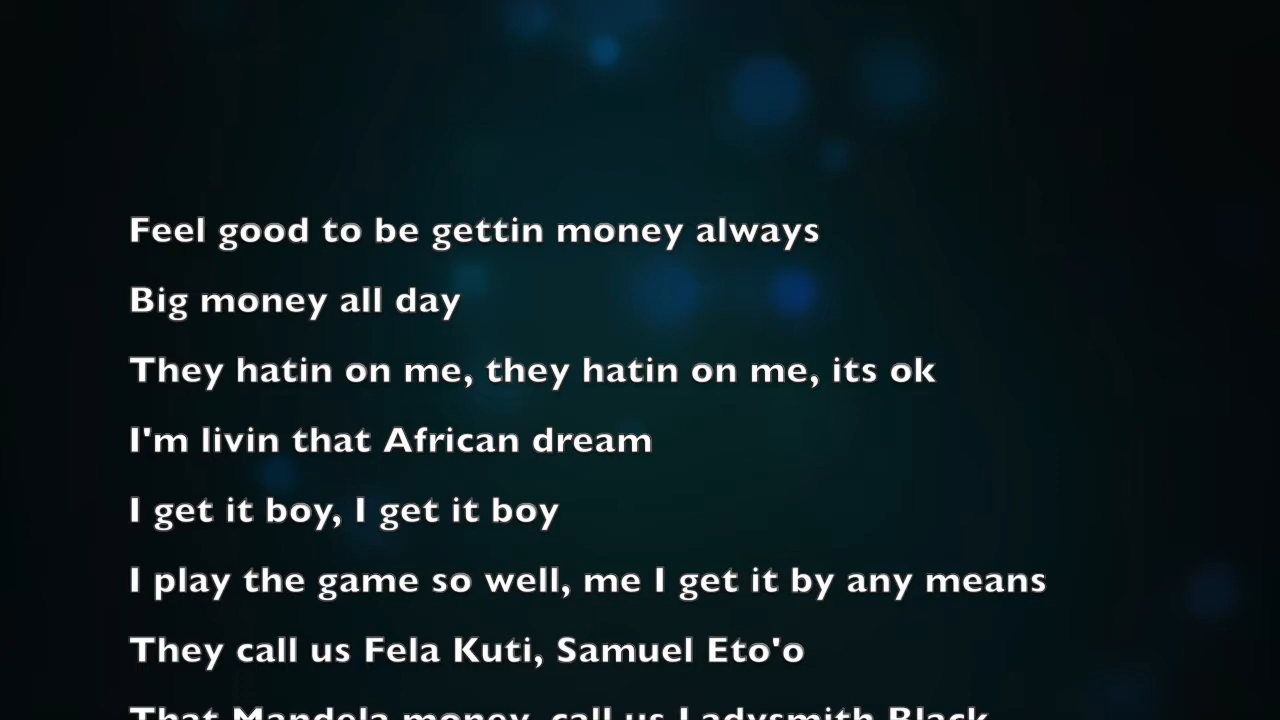 Feel good to be gettin money always
Big money all day
They hatin on me, they hatin on me, its ok
I'm livin that African dream
I get it boy, I get it boy
I play the game so well, me I get it by any means
They call us Fela Kuti, Samuel Eto'o
That Mandela money, call us Ladysmith Black